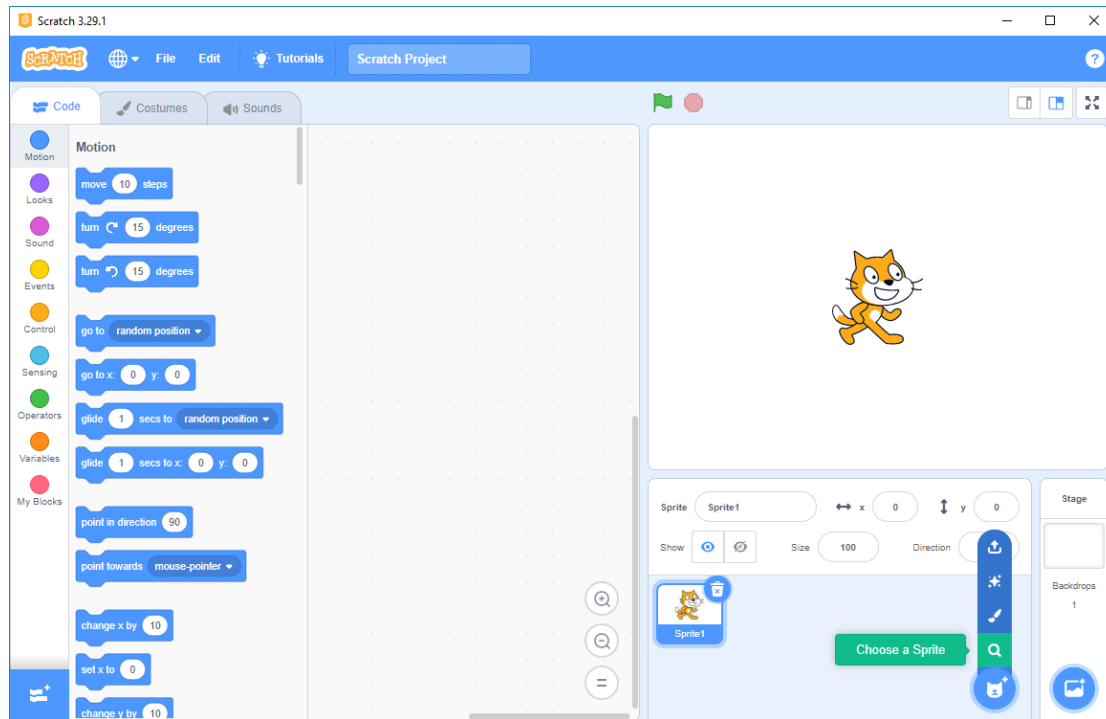 Scratch 3.29.1
SCRATCH File Edit Tutorials Scratch Project ?
Code Costumes Sounds
Motion
Looks
Sound
Events
Control
Sensing
Operators
Variables
My Blocks
Motion
move 10 steps
turn 15 degrees
turn 15 degrees
go to random position
go to x: 0 y: 0
glide 1 secs to random position
glide 1 secs to x: 0 y: 0
point in direction 90
point towards mouse-pointer
change x by 10
set x to 0
change y by 10
Sprite Sprite1 x 0 y 0
Show Size 100 Direction
Sprite1
Choose a Sprite
Stage
Backdrops
1